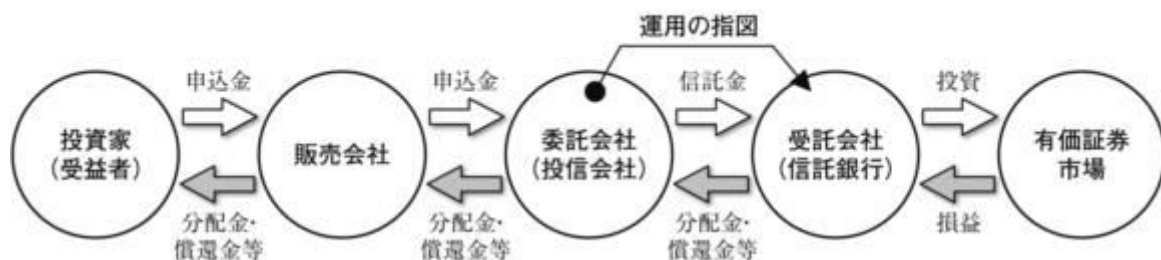 運用の指図
申込金
申込金
信託金
投資
投資家
(受益者)
販売会社
委託会社
(投信会社)
受託会社
(信託銀行)
有価証券
市場
分配金・
償還金等
分配金・
償還金等
分配金・
償還金等
損益